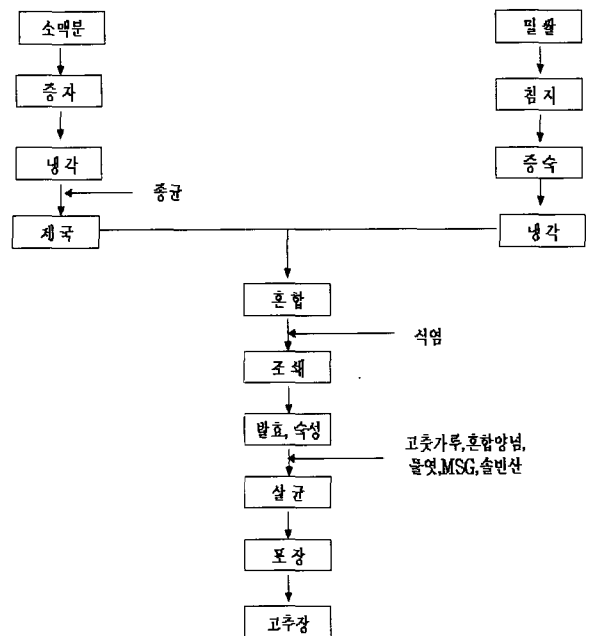 소맥분
밀쌀
증자
침지
냉각
증숙
종균
제국
냉각
혼합
식염
조쇄
발효, 숙성
고춧가루,혼합양념,
물엿,MSG,솔빈산
살균
포장
고추장